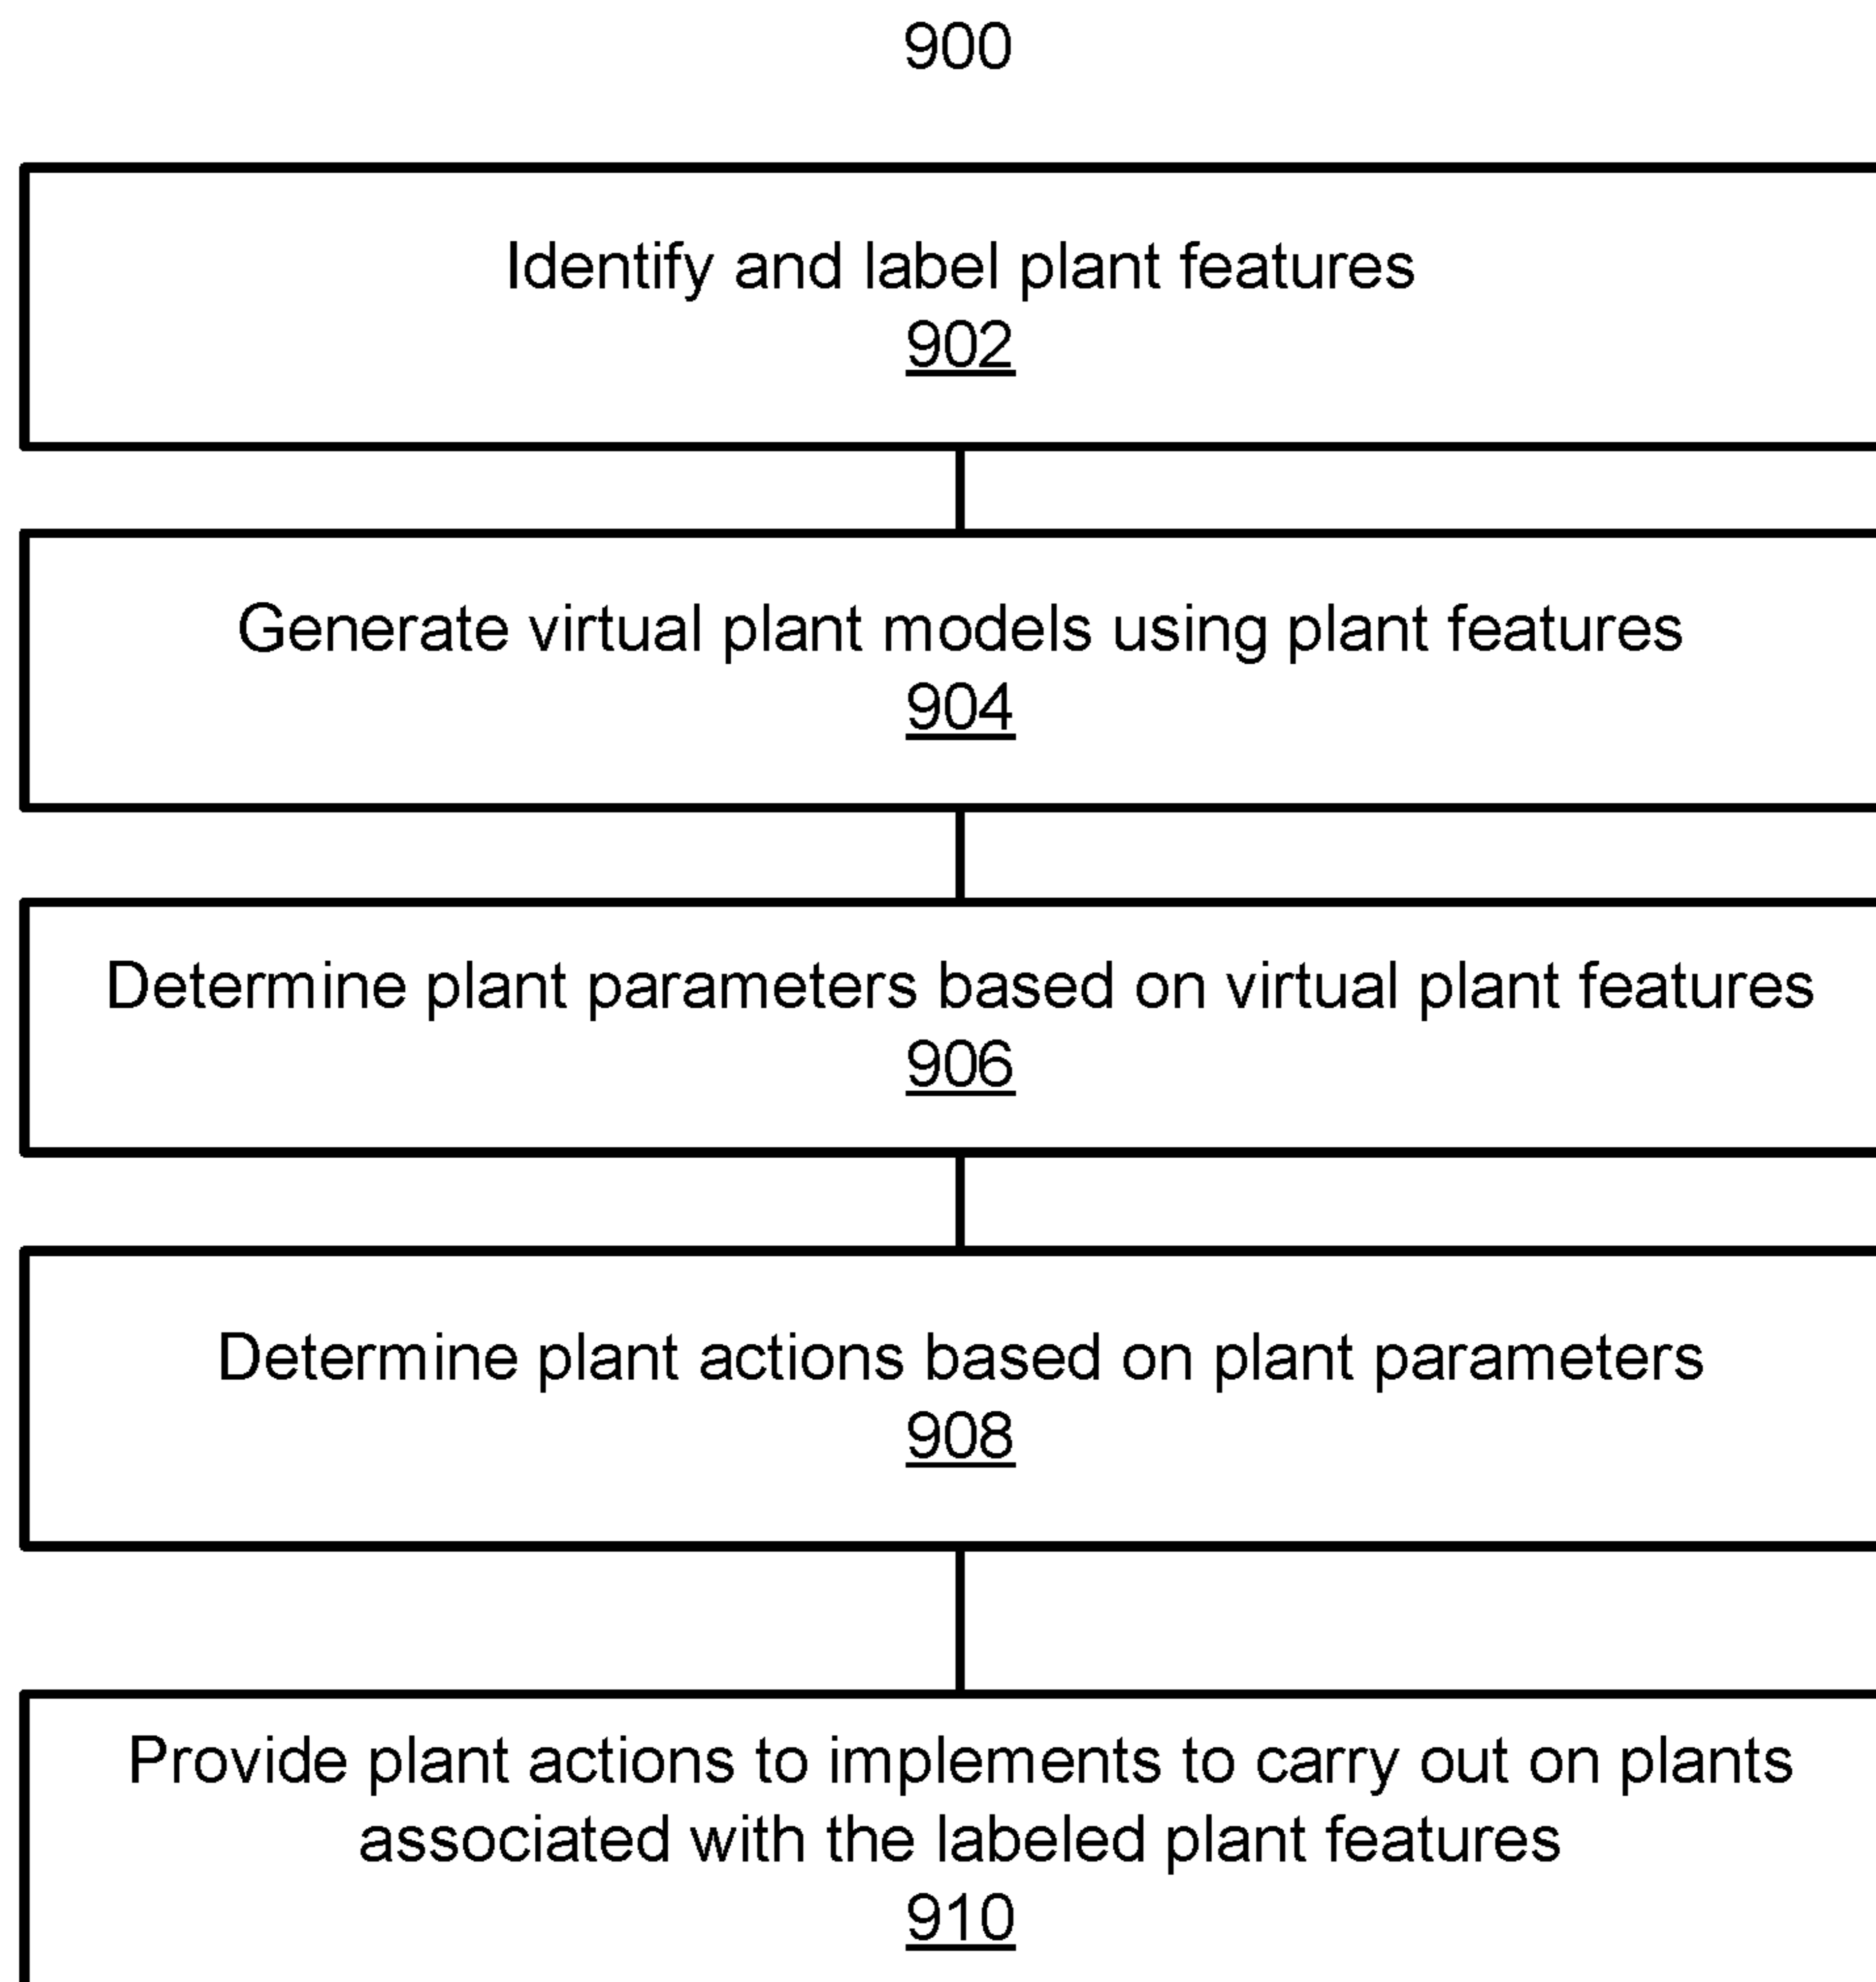 900
Identify and label plant features
902
Generate virtual plant models using plant features
904
Determine plant parameters based on virtual plant features
906
Determine plant actions based on plant parameters
908
Provide plant actions to implements to carry out on plants
associated with the labeled plant features
910